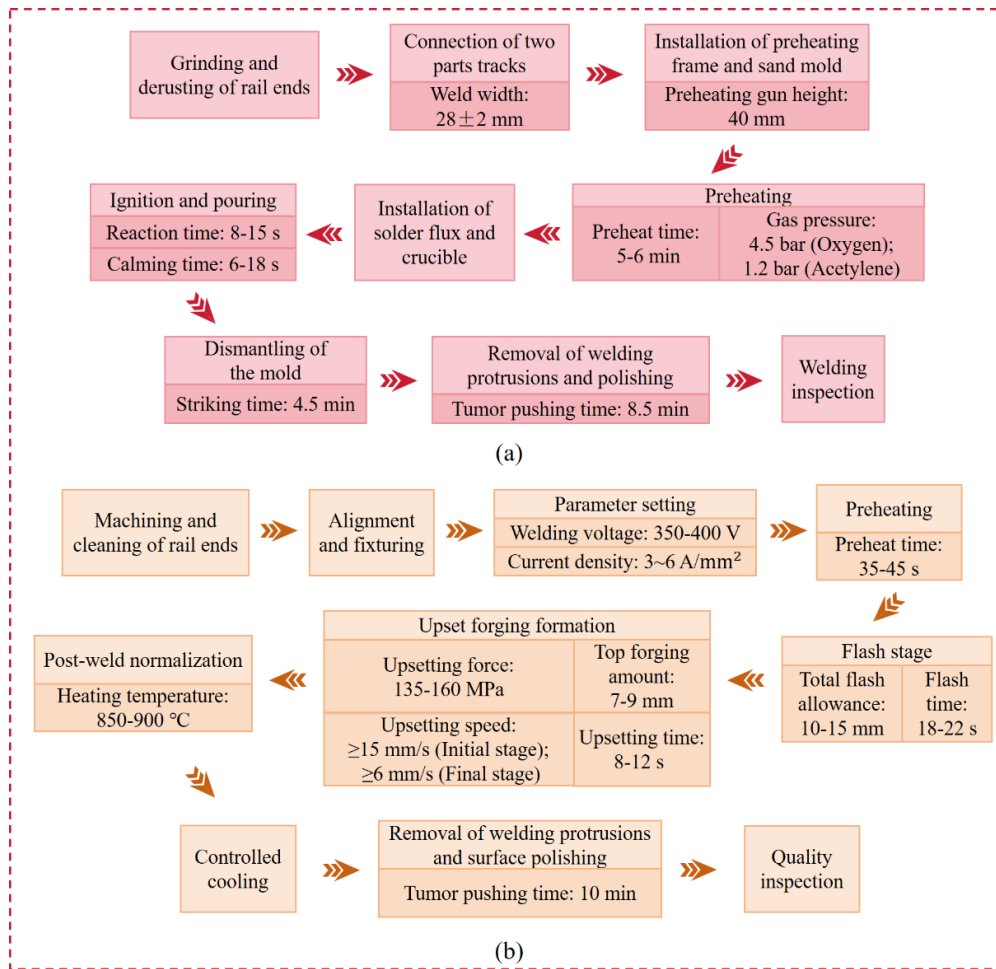 Grinding and
derusting of rail ends
Connection of two
parts tracks
Weld width:
28±2 mm
Installation of preheating
frame and sand mold
Preheating gun height:
40 mm
Preheating
Preheat time:
5-6 min
Gas pressure:
4.5 bar (Oxygen);
1.2 bar (Acetylene)
Installation of
solder flux and
crucible
Ignition and pouring
Reaction time: 8-15 s
Calming time: 6-18 s
Dismantling of
the mold
Striking time: 4.5 min
Removal of welding
protrusions and polishing
Tumor pushing time: 8.5 min
Welding
inspection
(a)
Machining and
cleaning of rail ends
Alignment
and fixturing
Parameter setting
Welding voltage: 350-400 V
Current density: 3~6 A/mm²
Preheating
Preheat time:
35-45 s
Flash stage
Total flash
allowance:
10-15 mm
Flash
time:
18-22 s
Upset forging formation
Upsetting force:
135-160 MPa
Top forging
amount:
7-9 mm
Upsetting speed:
≥15 mm/s (Initial stage);
≥6 mm/s (Final stage)
Upsetting time:
8-12 s
Post-weld normalization
Heating temperature:
850-900 ℃
Controlled
cooling
Removal of welding protrusions
and surface polishing
Tumor pushing time: 10 min
Quality
inspection
(b)